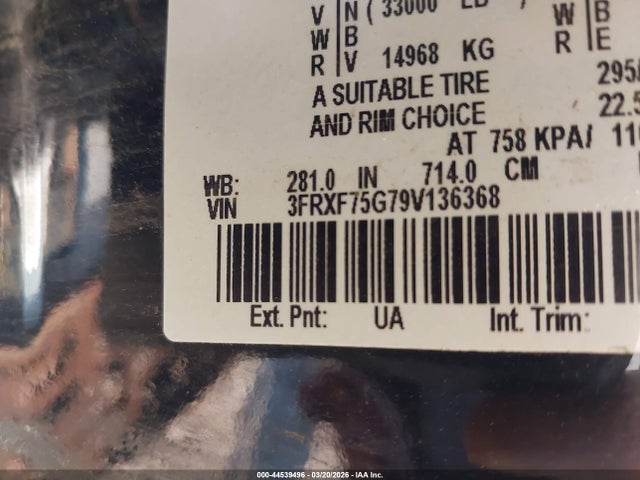 V N ( 33000 LB ) W B
W B
R V 14968 KG R E
A SUITABLE TIRE 295/
AND RIM CHOICE 22.5
AT 758 KPA/ 11
WB: 281.0 IN 714.0 CM
VIN 3FRXF75G79V136368
Ext. Pnt: UA Int. Trim:
000-44539496 - 03/20/2026 - IAA Inc.